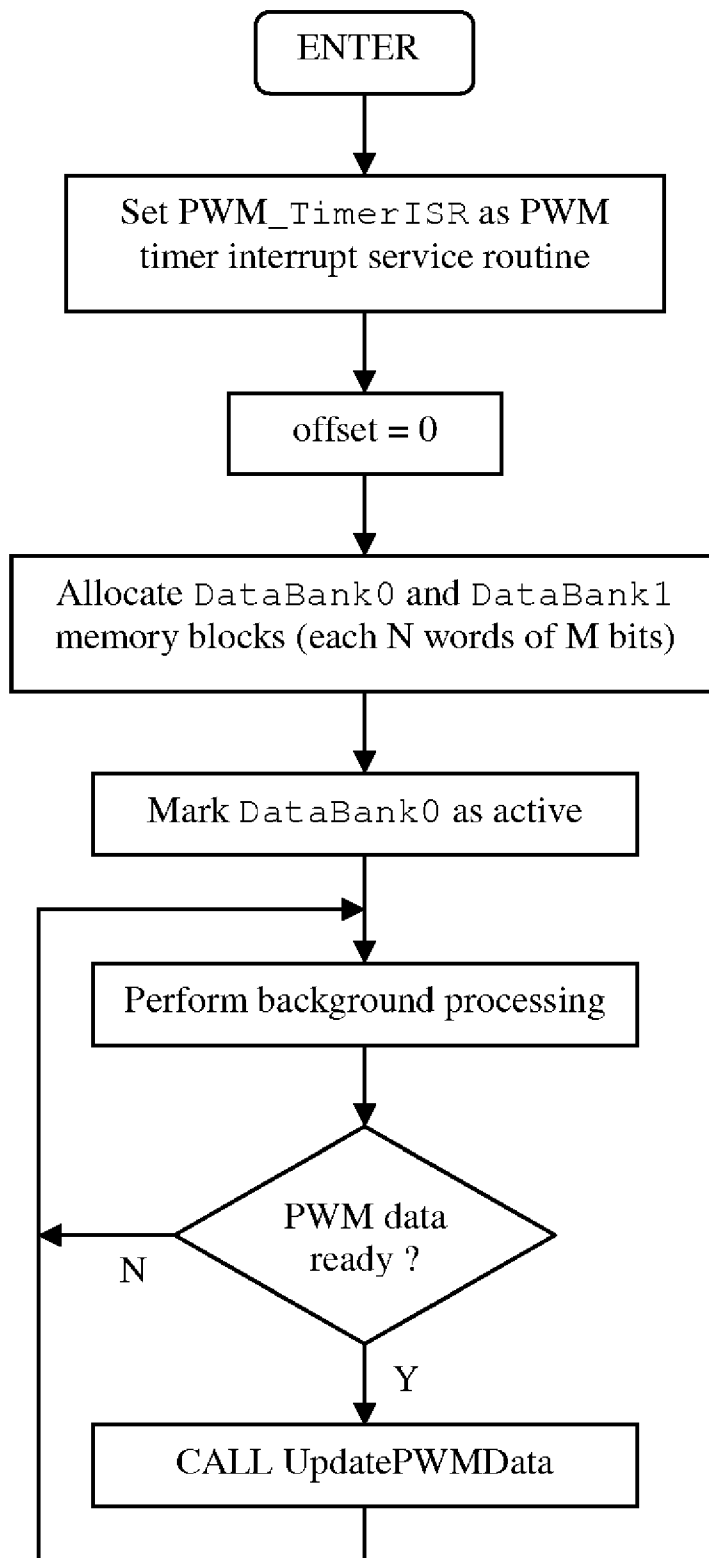 ENTER
Set PWM_TimerISR as PWM
timer interrupt service routine
offset = 0
Allocate DataBank0 and DataBank1
memory blocks (each N words of M bits)
Mark DataBank0 as active
Perform background processing
PWM data
ready ?
N
Y
CALL UpdatePWMData